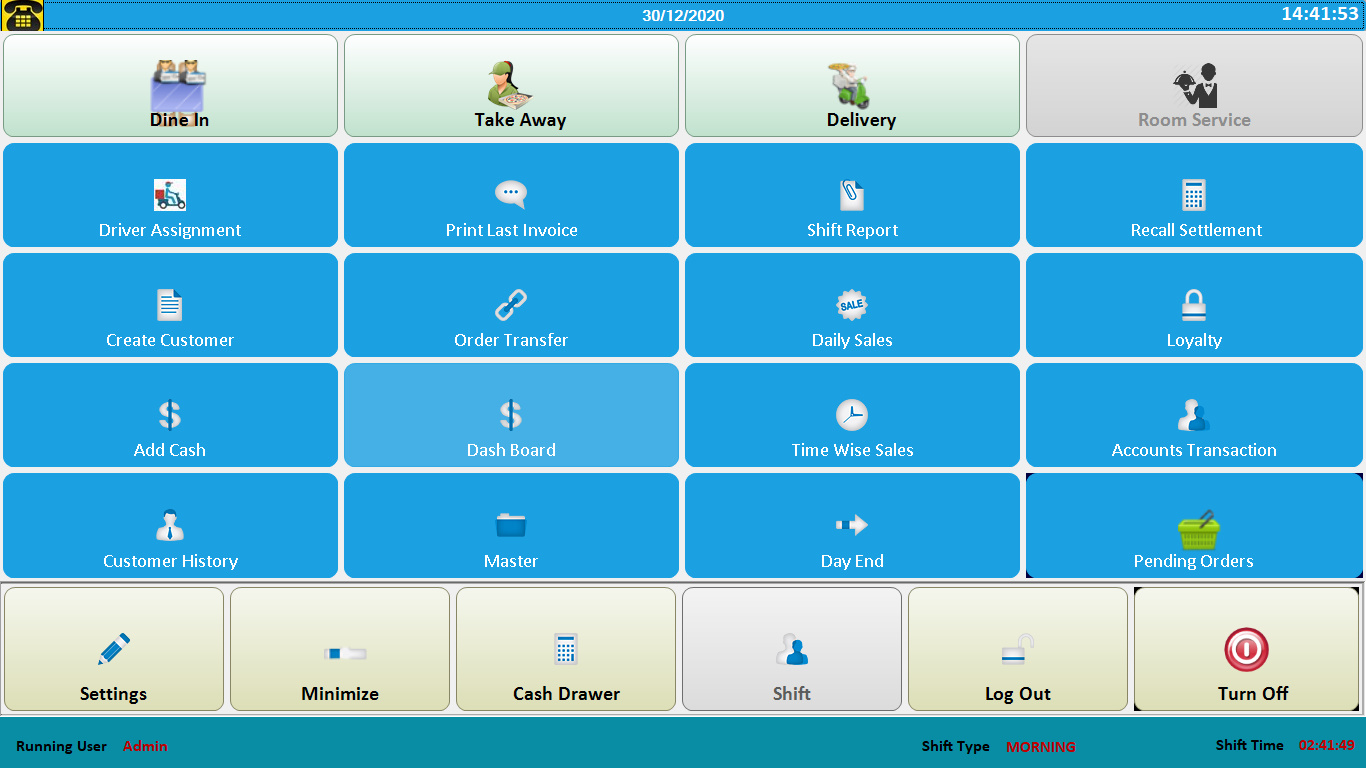 30/12/2020
14:41:53
Dine In
Take Away
Delivery
Room Service
Driver Assignment
Print Last Invoice
Shift Report
Recall Settlement
Create Customer
Order Transfer
SALE
Daily Sales
Loyalty
Add Cash
Dash Board
Time Wise Sales
Accounts Transaction
Customer History
Master
Day End
Pending Orders
Settings
Minimize
Cash Drawer
Shift
Log Out
Turn Off
Running User Admin
Shift Type MORNING
Shift Time 02:41:49